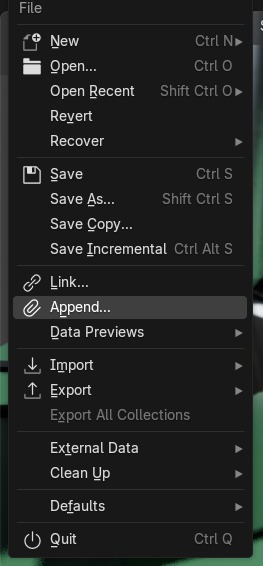 File
New Ctrl N
Open... Ctrl O
Open Recent Shift Ctrl O
Revert
Recover
Save Ctrl S
Save As... Shift Ctrl S
Save Copy...
Save Incremental Ctrl Alt S
Link...
Append...
Data Previews
Import
Export
Export All Collections
External Data
Clean Up
Defaults
Quit Ctrl Q